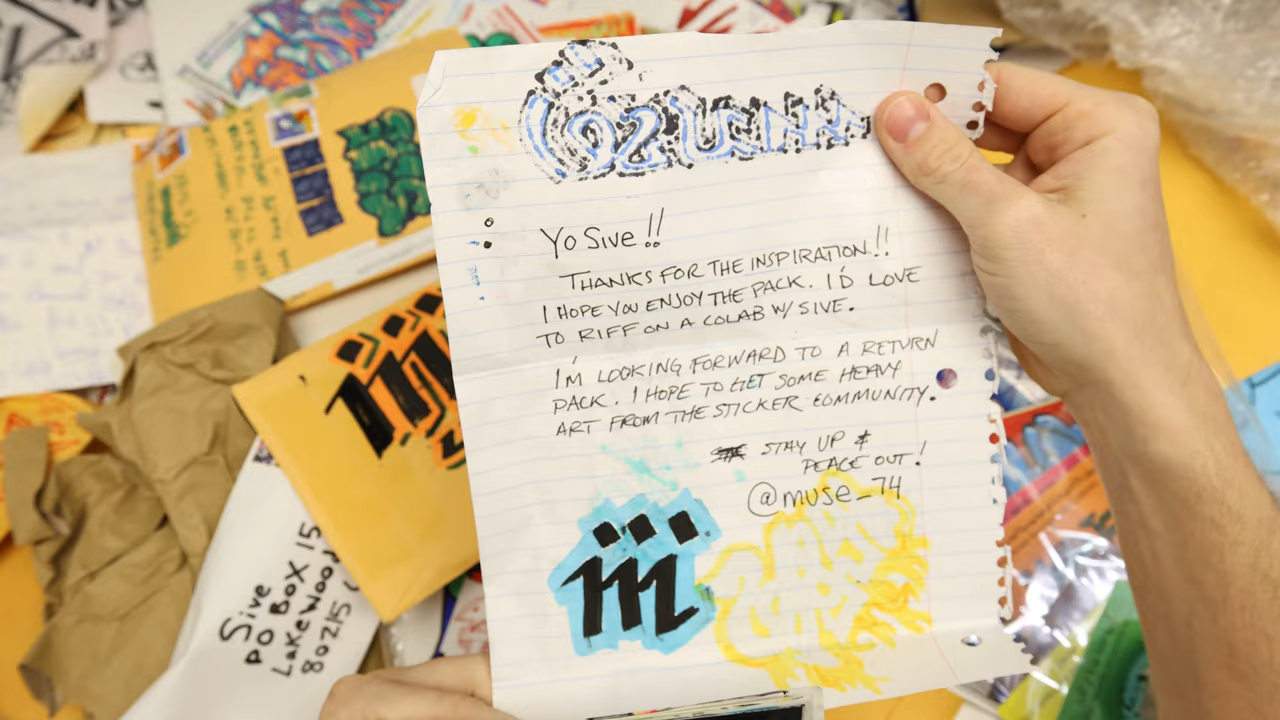 Yo Sive!!
THANKS FOR THE INSPIRATION!!
I HOPE YOU ENJOY THE PACK. I'D LOVE
TO RIFF ON A COLAB W/ SIVE.
I'M LOOKING FORWARD TO A RETURN
PACK. I HOPE TO GET SOME HEAVY
ART FROM THE STICKER COMMUNITY.
STAY UP &
PEACE OUT!
@muse_74
Sive
PO BOX 15
LaKeWood
80215